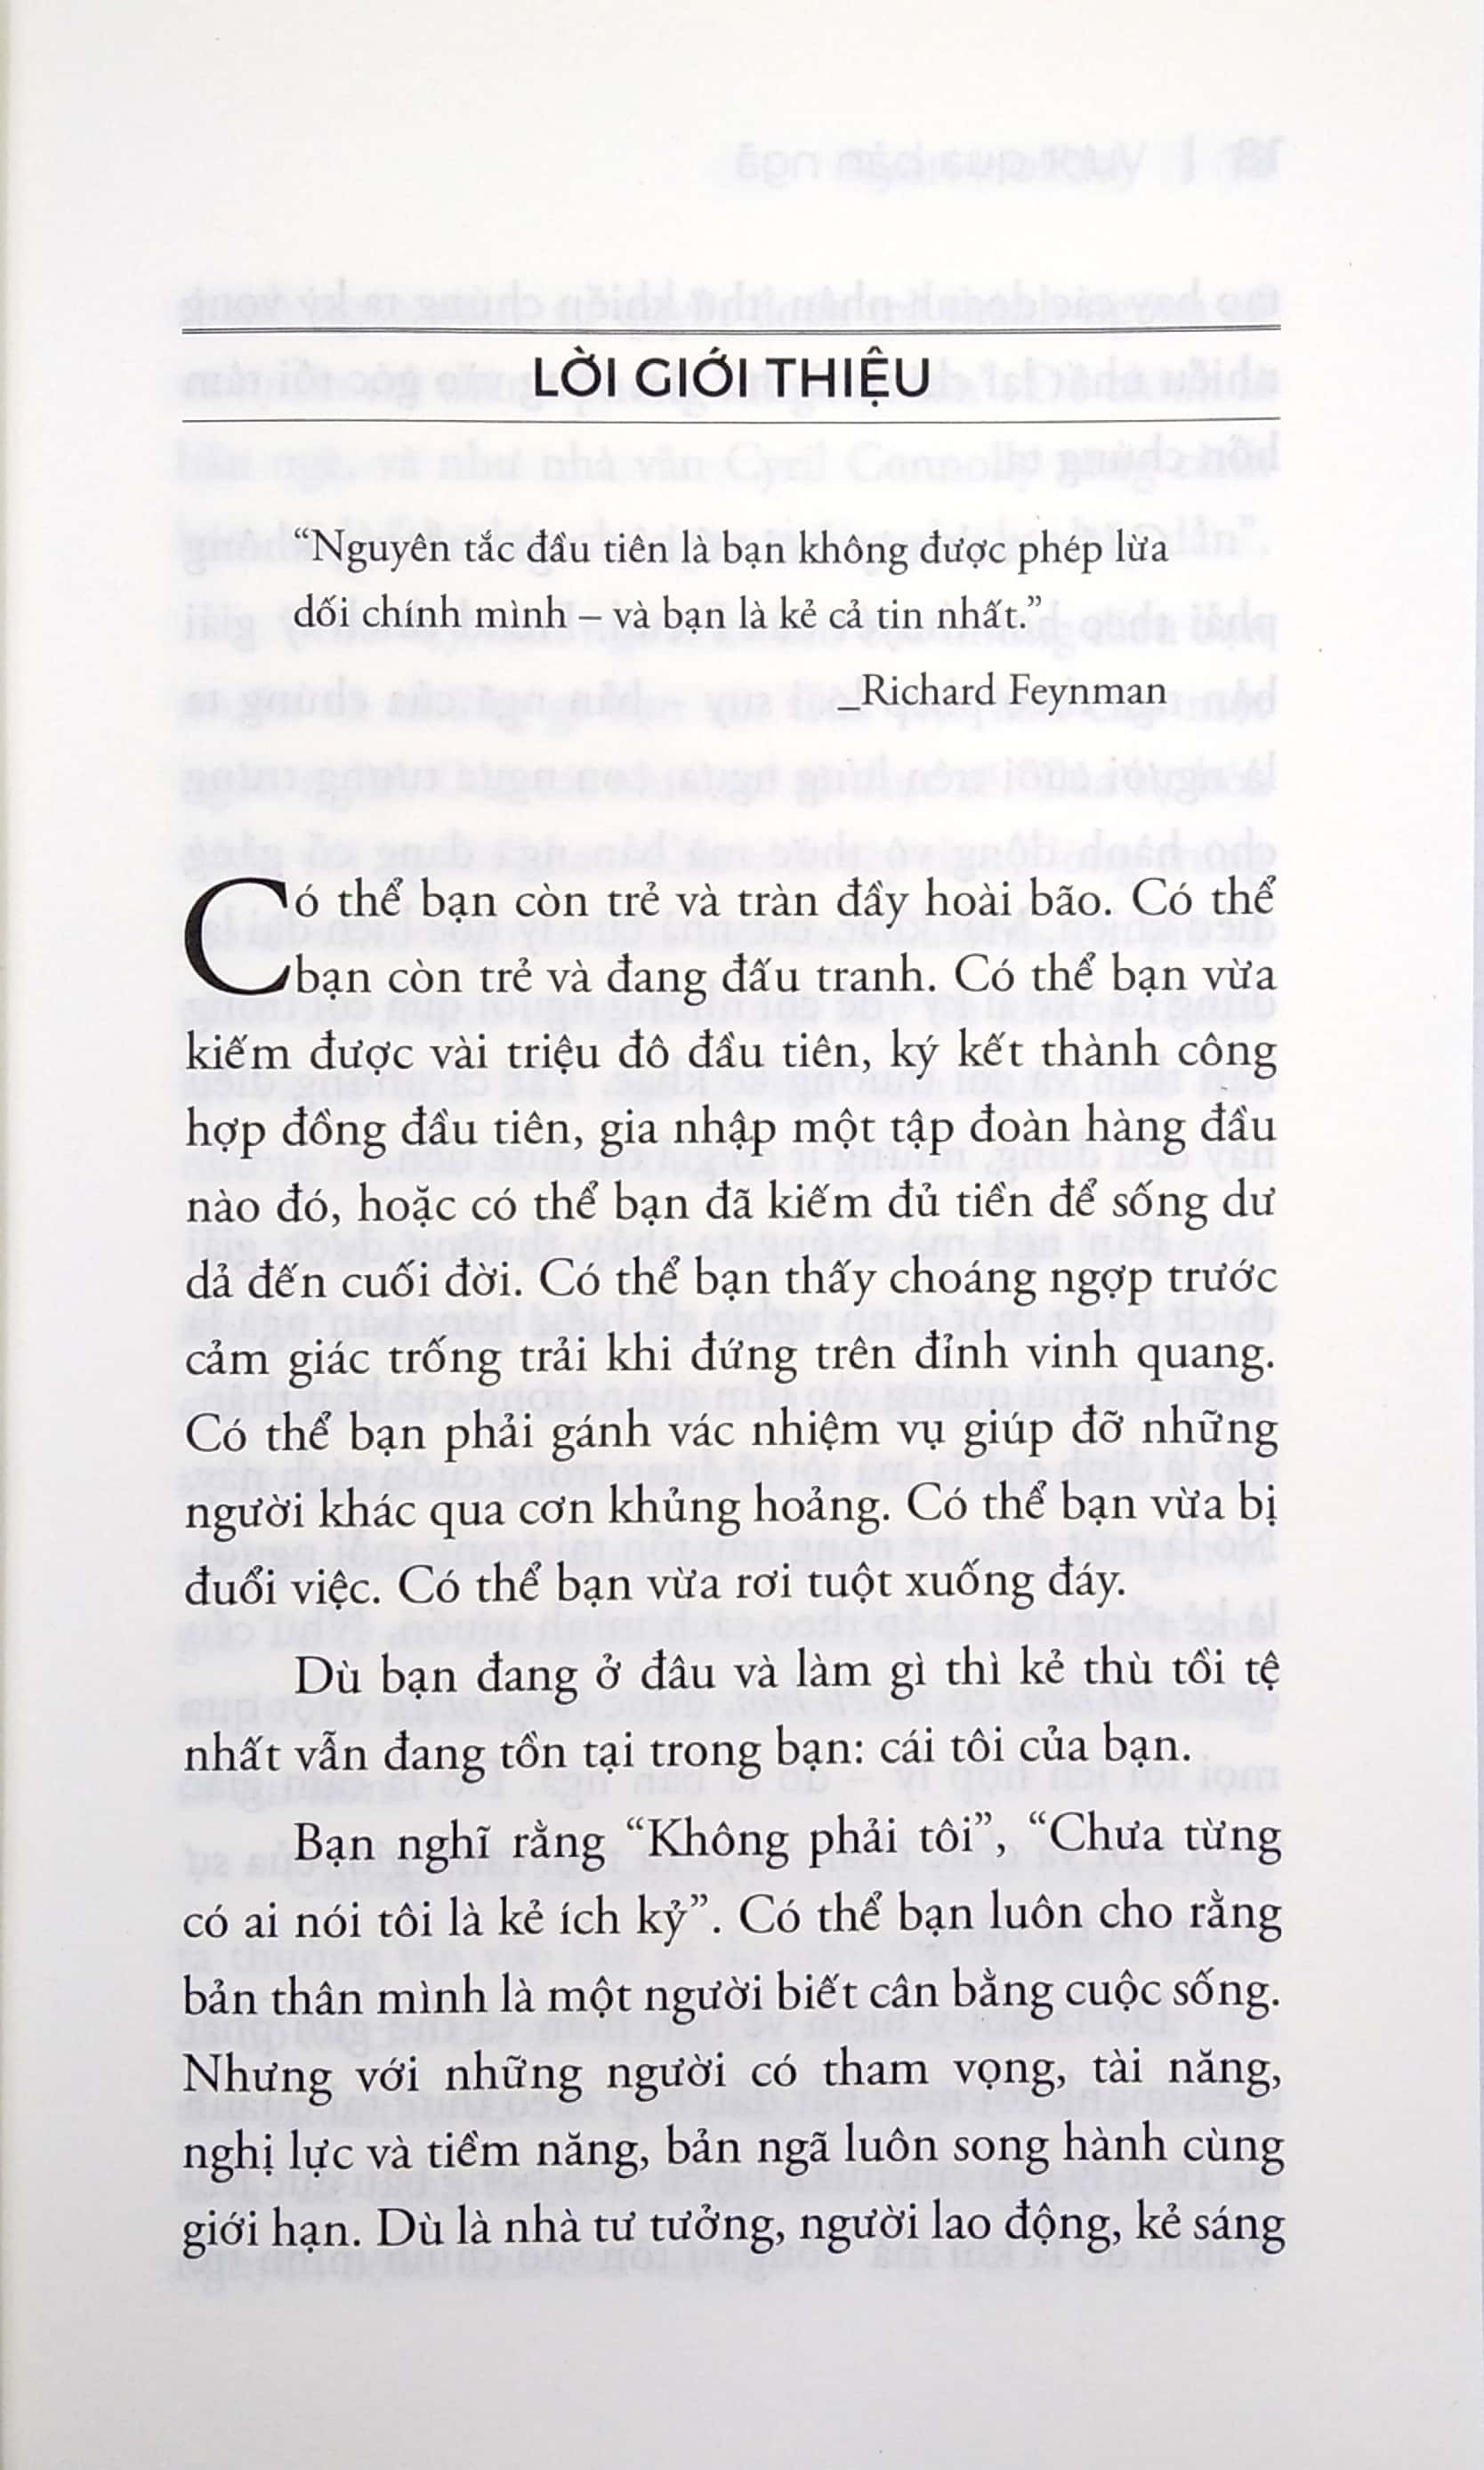 LỜI GIỚI THIỆU
“Nguyên tắc đầu tiên là bạn không được phép lừa
dối chính mình – và bạn là kẻ cả tin nhất.”
_Richard Feynman
Có thể bạn còn trẻ và tràn đầy hoài bão. Có thể
bạn còn trẻ và đang đấu tranh. Có thể bạn vừa
kiếm được vài triệu đô đầu tiên, ký kết thành công
hợp đồng đầu tiên, gia nhập một tập đoàn hàng đầu
nào đó, hoặc có thể bạn đã kiếm đủ tiền để sống dư
dả đến cuối đời. Có thể bạn thấy choáng ngợp trước
cảm giác trống trải khi đứng trên đỉnh vinh quang.
Có thể bạn phải gánh vác nhiệm vụ giúp đỡ những
người khác qua cơn khủng hoảng. Có thể bạn vừa bị
đuổi việc. Có thể bạn vừa rơi tuột xuống đáy.
Dù bạn đang ở đâu và làm gì thì kẻ thù tồi tệ
nhất vẫn đang tồn tại trong bạn: cái tôi của bạn.
Bạn nghĩ rằng “Không phải tôi”, “Chưa từng
có ai nói tôi là kẻ ích kỷ”. Có thể bạn luôn cho rằng
bản thân mình là một người biết cân bằng cuộc sống.
Nhưng với những người có tham vọng, tài năng,
nghị lực và tiềm năng, bản ngã luôn song hành cùng
giới hạn. Dù là nhà tư tưởng, người lao động, kẻ sáng